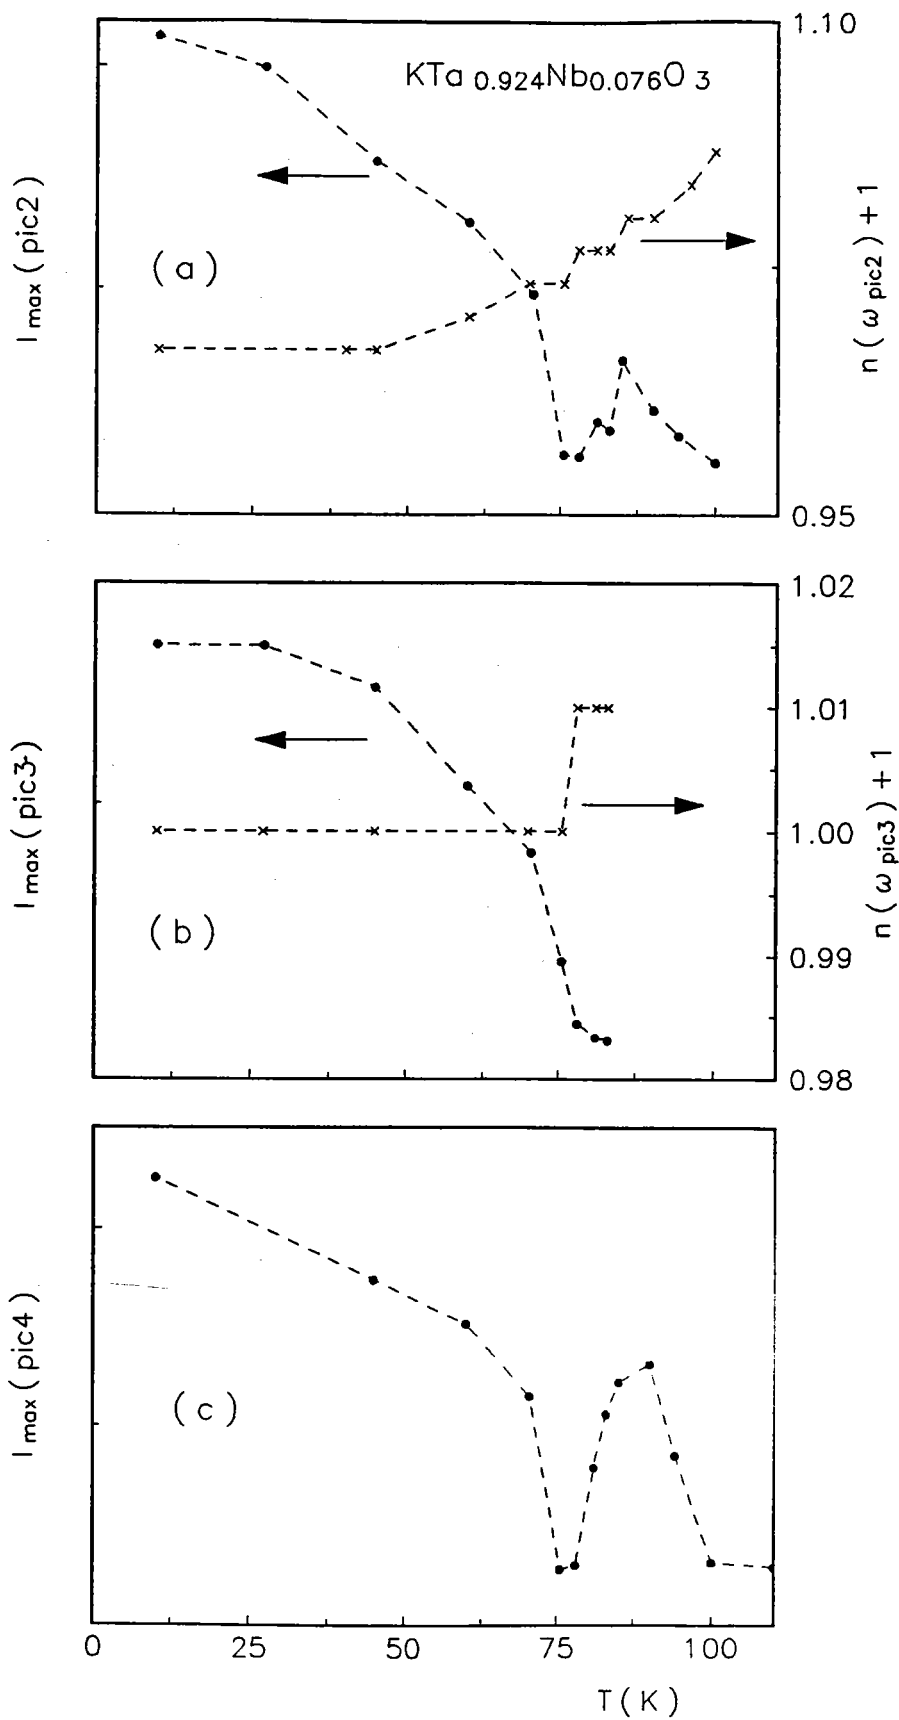 1.10
KTa 0.924Nb0.076O 3
I max ( pic2 )
n ( ω pic2 ) + 1
( a )
0.95
1.02
1.01
I max ( pic3 )
n ( ω pic3 ) + 1
1.00
( b )
0.99
0.98
I max ( pic4 )
( c )
0 25 50 75 100
T ( K )